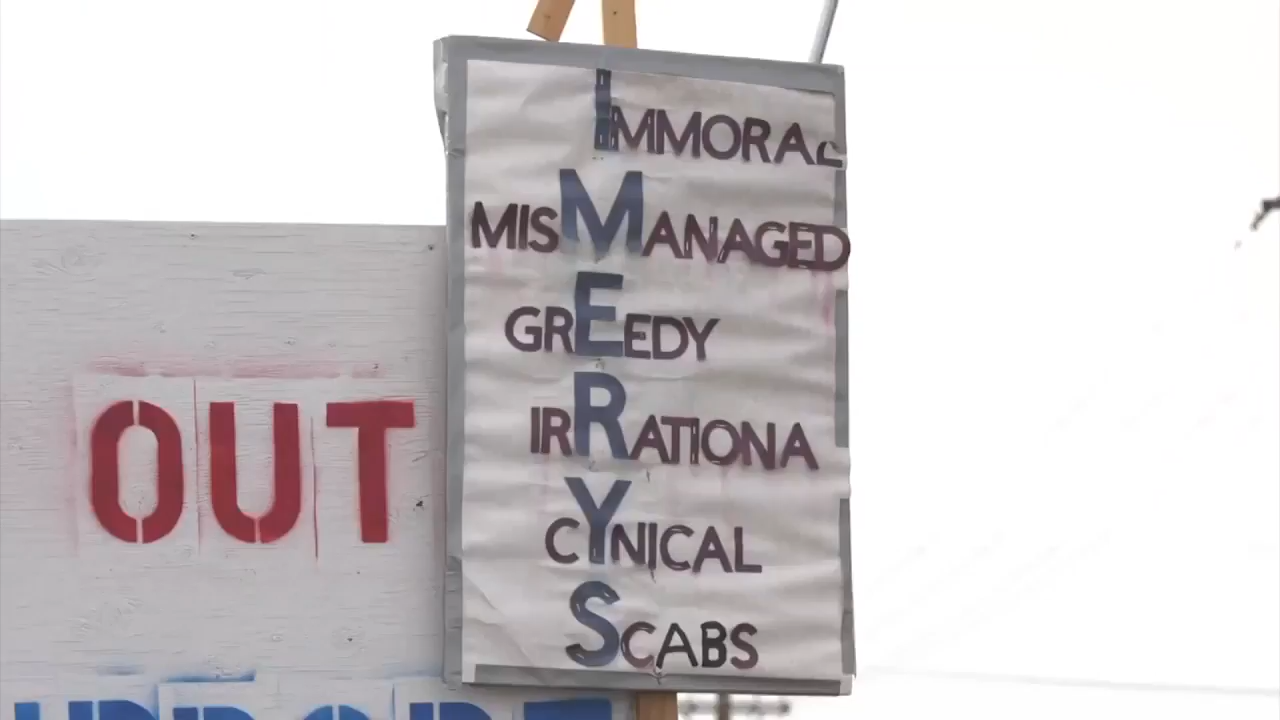 IMMORAL
MISMANAGED
GREEDY
IRRATIONA
CYNICAL
SCABS
OUT